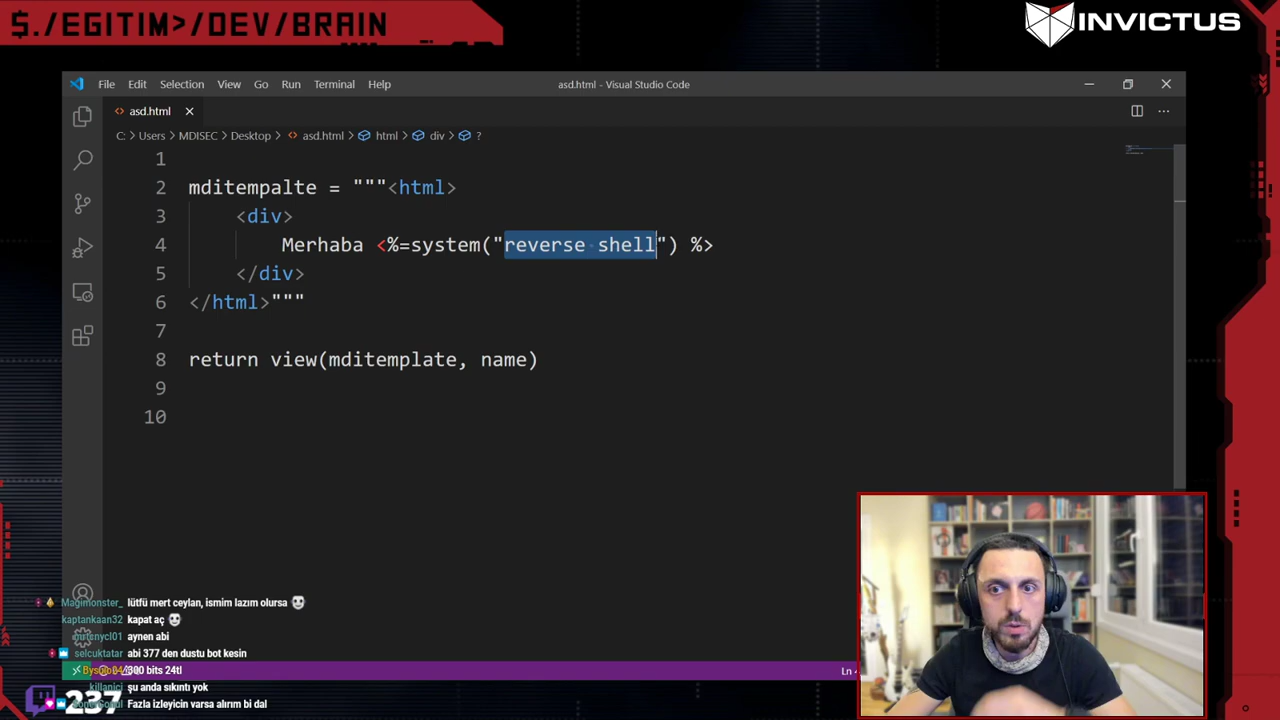 $./EGITIM>/DEV/BRAIN
INVICTUS
File Edit Selection View Go Run Terminal Help
asd.html - Visual Studio Code
asd.html
C: > Users > MDISEC > Desktop > asd.html > html > div > ?
1
2 mditempalte = """<html>
3 <div>
4 Merhaba <%=system("reverse shell") %>
5 </div>
6 </html>"""
7
8 return view(mditemplate, name)
9
10
Magimonster_ lütfü mert ceylan, ismim lazım olursa
kaptankaan32 kapat aç
aynen abi
selcuktatar abi 377 den dustu bot kesin
300 bits 24tl
Ln
killanici şu anda sıkıntı yok
Fazla izleyicin varsa alırım bi dal
237